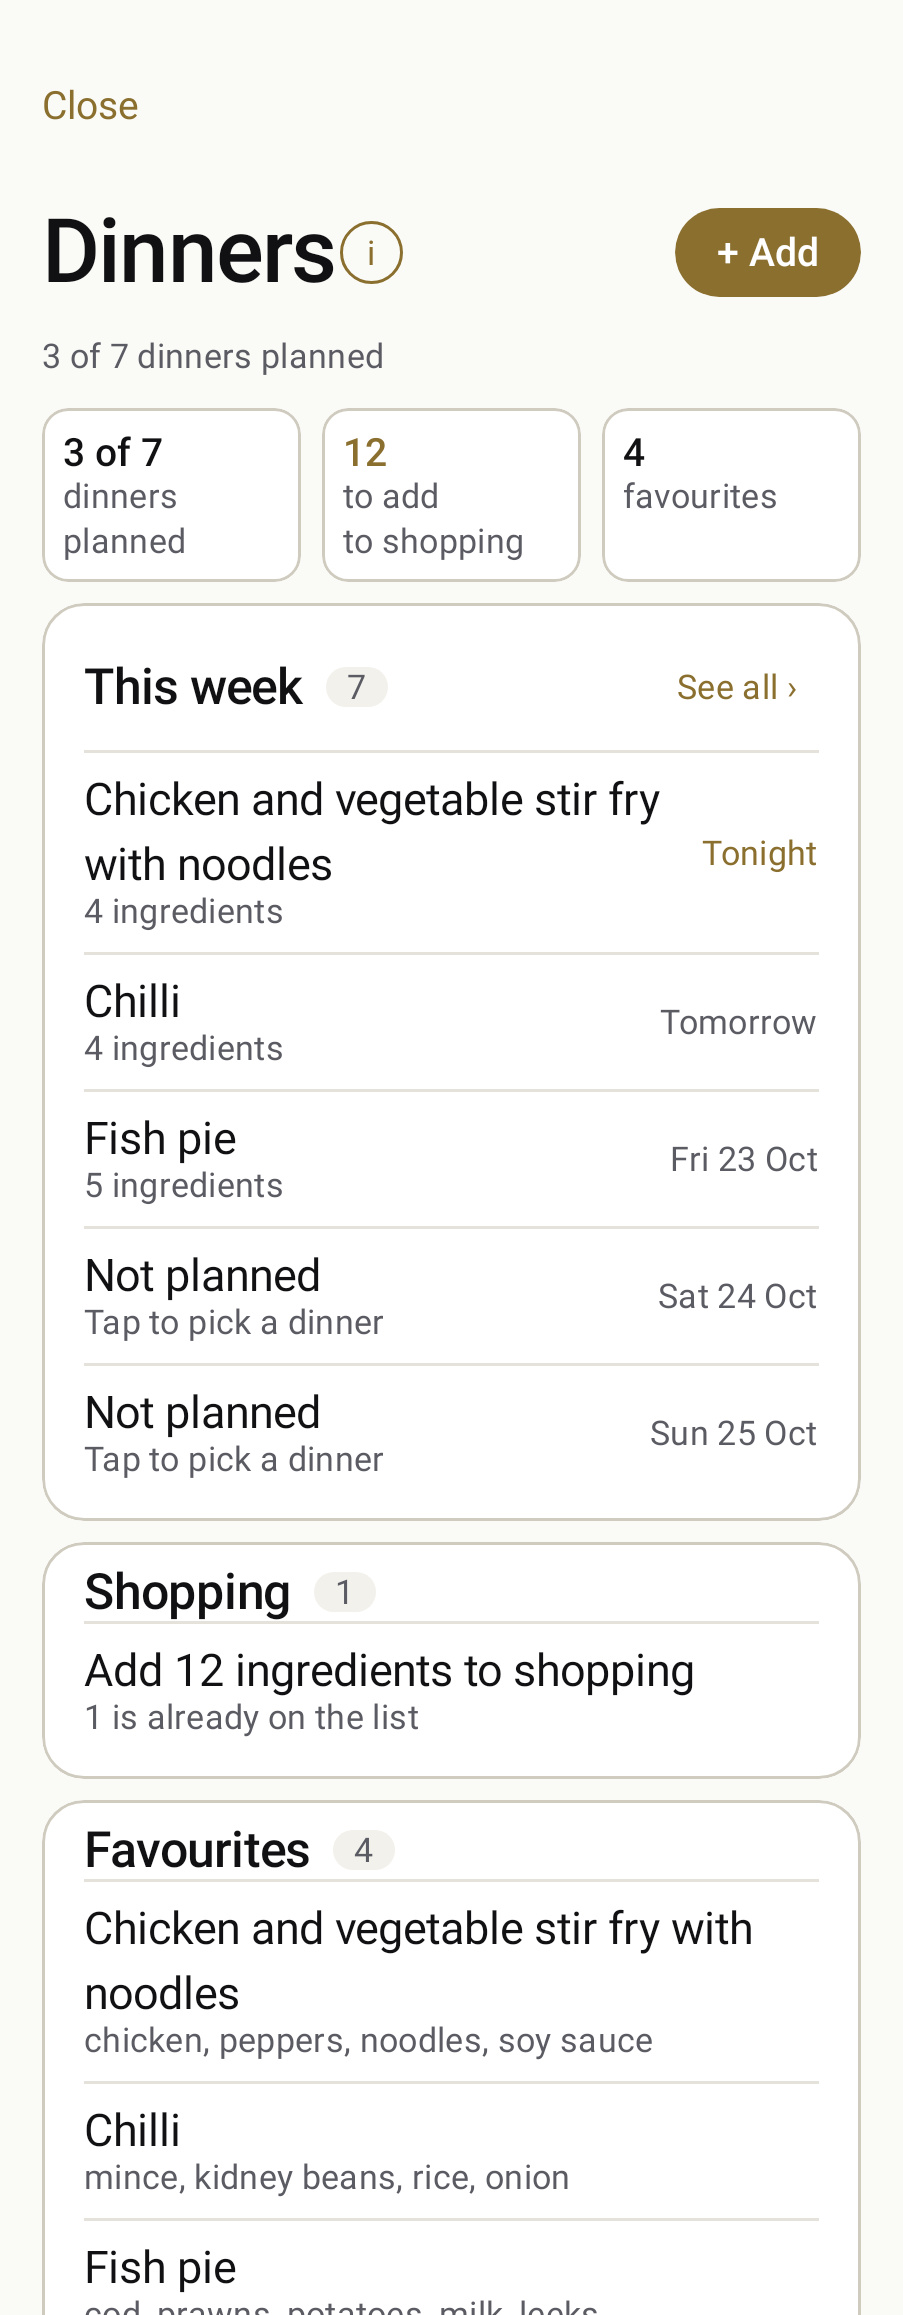 Close
Dinners i
+ Add
3 of 7 dinners planned
3 of 7
dinners
planned
12
to add
to shopping
4
favourites
This week 7
See all ›
Chicken and vegetable stir fry
with noodles
4 ingredients
Tonight
Chilli
4 ingredients
Tomorrow
Fish pie
5 ingredients
Fri 23 Oct
Not planned
Tap to pick a dinner
Sat 24 Oct
Not planned
Tap to pick a dinner
Sun 25 Oct
Shopping 1
Add 12 ingredients to shopping
1 is already on the list
Favourites 4
Chicken and vegetable stir fry with
noodles
chicken, peppers, noodles, soy sauce
Chilli
mince, kidney beans, rice, onion
Fish pie
cod, prawns, potatoes, milk, leeks